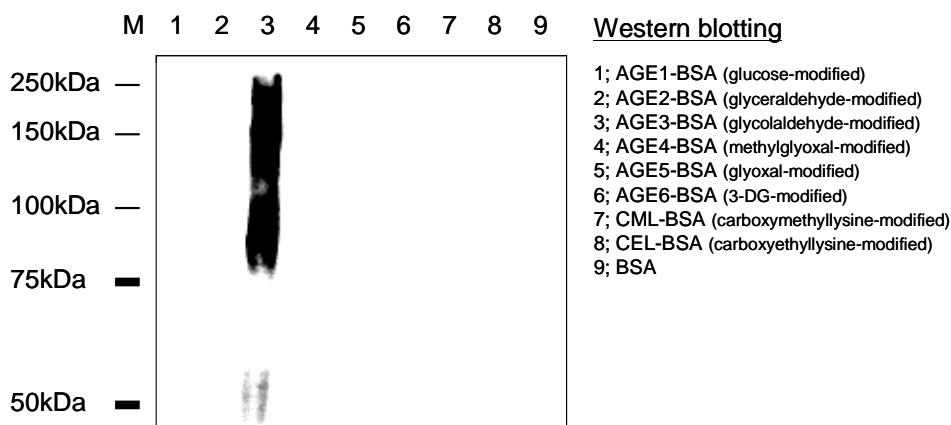 M 1 2 3 4 5 6 7 8 9
250kDa
150kDa
100kDa
75kDa
50kDa
Western blotting
1; AGE1-BSA (glucose-modified)
2; AGE2-BSA (glyceraldehyde-modified)
3; AGE3-BSA (glycolaldehyde-modified)
4; AGE4-BSA (methylglyoxal-modified)
5; AGE5-BSA (glyoxal-modified)
6; AGE6-BSA (3-DG-modified)
7; CML-BSA (carboxymethyllysine-modified)
8; CEL-BSA (carboxyethyllysine-modified)
9; BSA